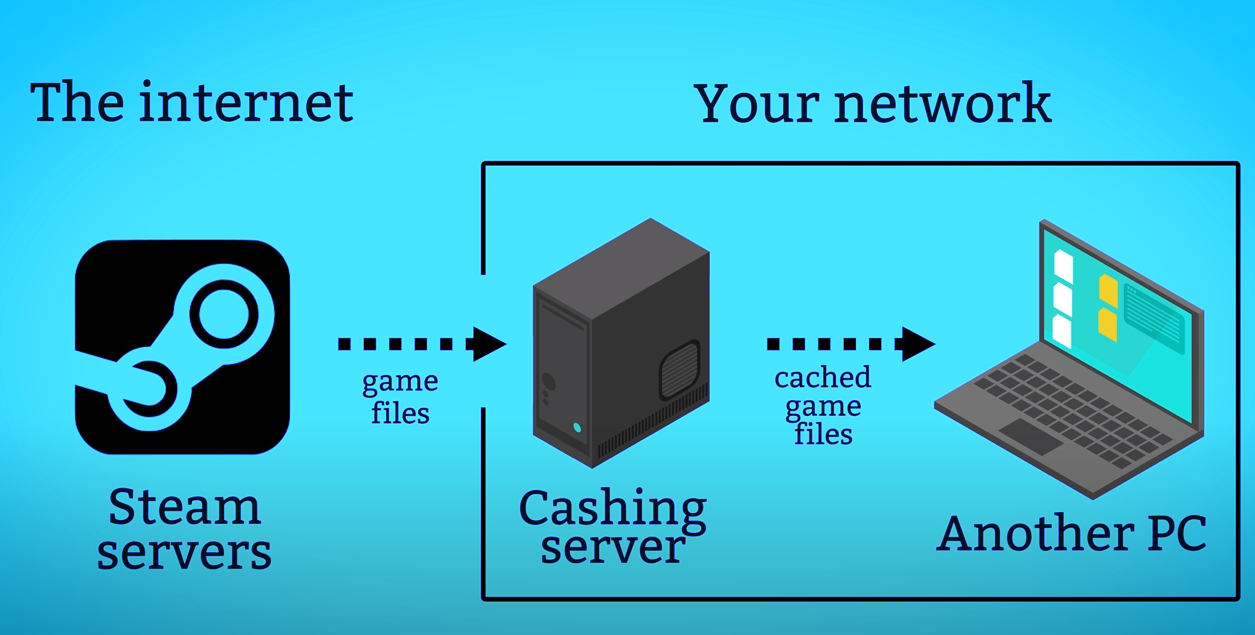 The internet
Your network
game
files
cached
game
files
Steam
servers
Cashing
server
Another PC